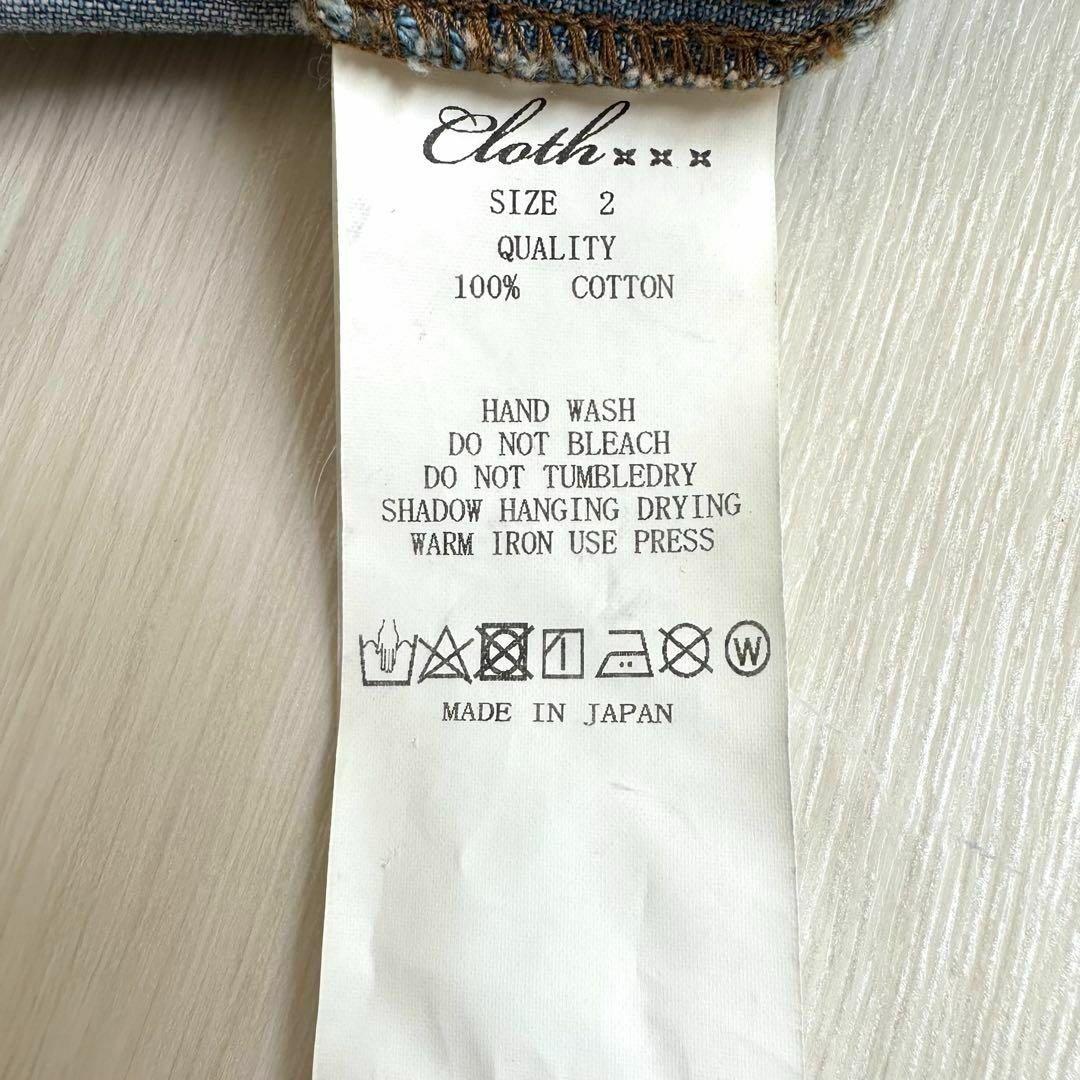 Cloth×××
SIZE 2
QUALITY
100% COTTON
HAND WASH
DO NOT BLEACH
DO NOT TUMBLEDRY
SHADOW HANGING DRYING
WARM IRON USE PRESS
W
MADE IN JAPAN